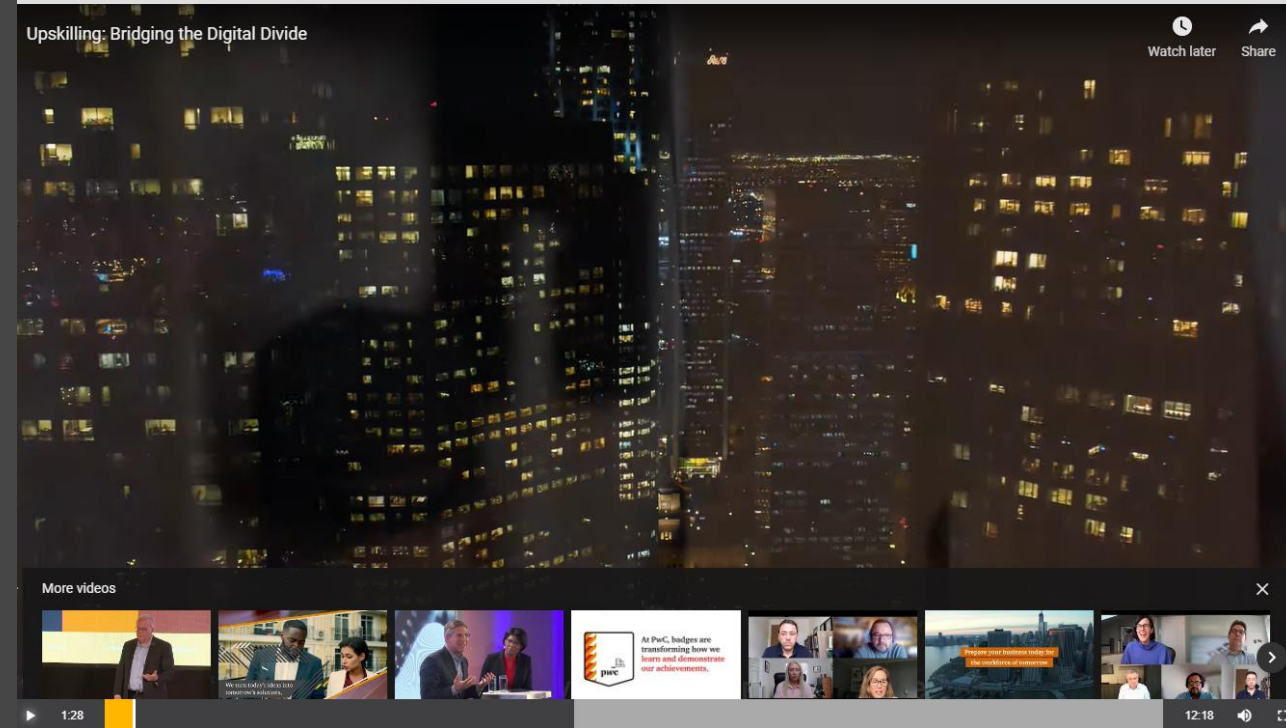 Upskilling: Bridging the Digital Divide
Watch later
Share
More videos
We turn today's ideas into
tomorrow's solutions.
At PwC, badges are
transforming how we
learn and demonstrate
our achievements.
pwc
Prepare your business today for
the workforce of tomorrow
1:28
12:18